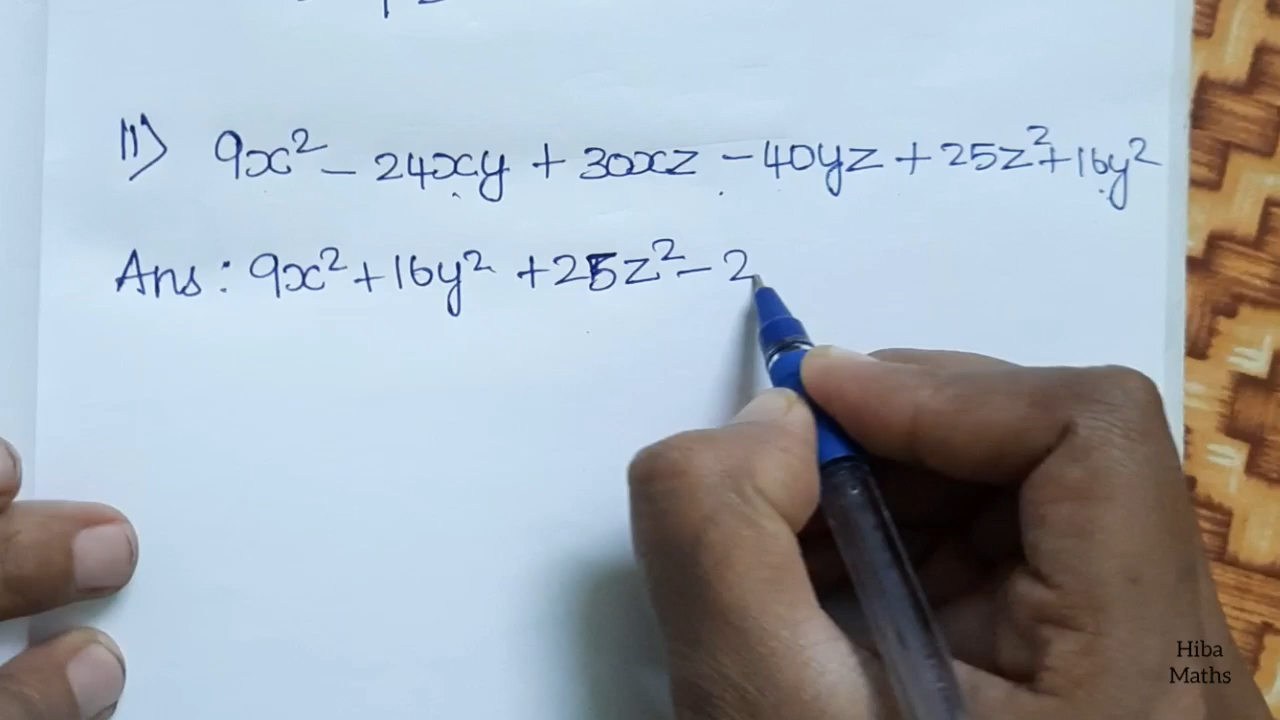 11) 9x² - 24xy + 30xz - 40yz + 25z² + 16y²
Ans: 9x² + 16y² + 25z² - 2
Hiba
Maths